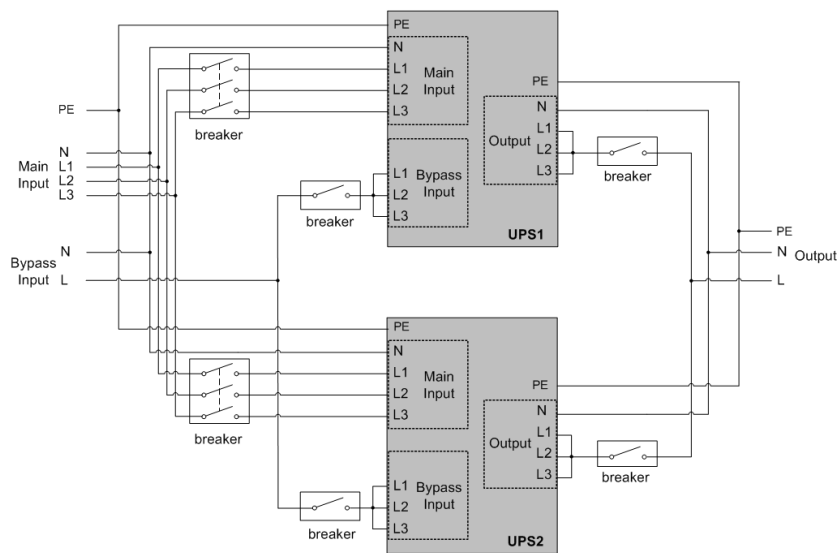 PE
N
L1
L2
L3
Main
Input
breaker
PE
N
L1
L2
L3
Main
Input
N
L
Bypass
Input
breaker
L1
L2
L3
Bypass
Input
UPS1
PE
N
L1
L2
L3
Output
breaker
PE
N
L
Output
PE
N
L1
L2
L3
Main
Input
breaker
L1
L2
L3
Bypass
Input
breaker
UPS2
PE
N
L1
L2
L3
Output
breaker